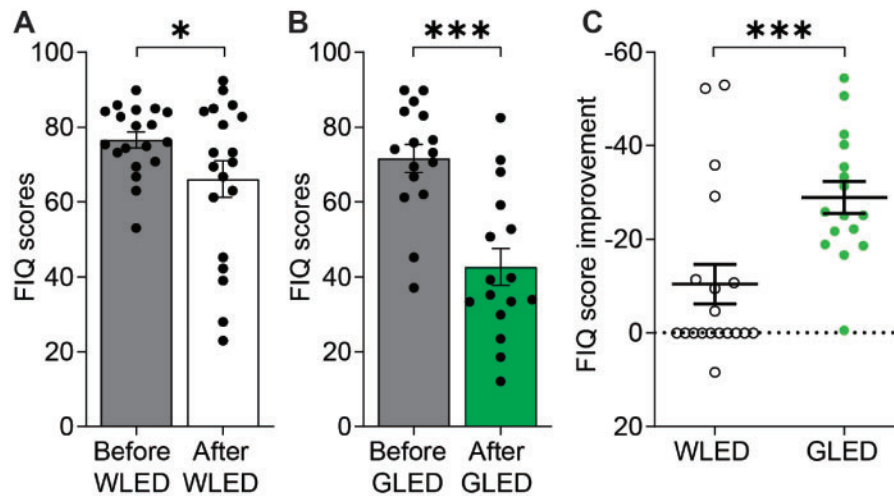 A
*
100
80
60
40
20
0
FIQ scores
Before
WLED
After
WLED
B
***
100
80
60
40
20
0
FIQ scores
Before
GLED
After
GLED
C
***
-60
-40
-20
0
20
FIQ score improvement
WLED
GLED